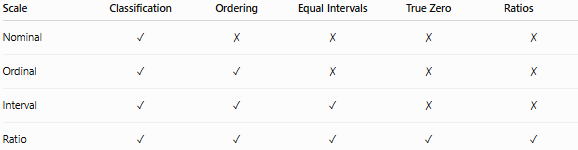 Scale Classification Ordering Equal Intervals True Zero Ratios
Nominal ✓ ✗ ✗ ✗ ✗
Ordinal ✓ ✓ ✗ ✗ ✗
Interval ✓ ✓ ✓ ✗ ✗
Ratio ✓ ✓ ✓ ✓ ✓